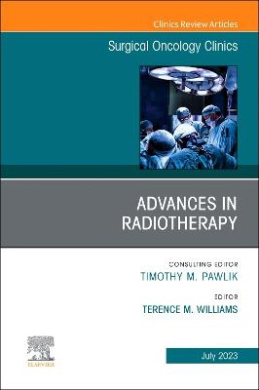 Clinics Review Articles
Surgical Oncology Clinics
ADVANCES IN
RADIOTHERAPY
CONSULTING EDITOR
TIMOTHY M. PAWLIK
EDITOR
TERENCE M. WILLIAMS
ELSEVIER
July 2023